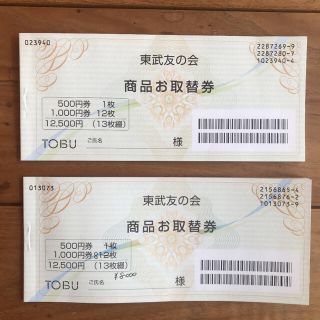 023940
2287269-9
2287280-7
1023940-4
東武友の会
商品お取替券
500円券 1枚
1,000円券 12枚
12,500円 (13枚綴)
TOBU ご氏名 様
013073
2156865-4
2156876-2
1013073-9
東武友の会
商品お取替券
500円券 1枚
1,000円券 812枚
12,500円 (13枚綴)
¥8000
TOBU ご氏名 様